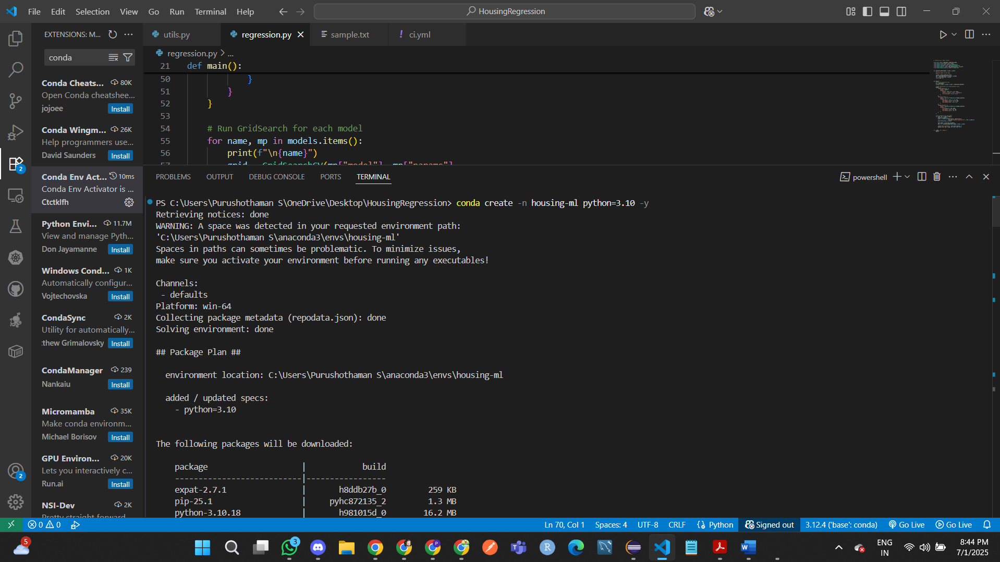 File Edit Selection View Go Run Terminal Help
HousingRegression
EXTENSIONS: M...
conda
Conda Cheats... 80K
Open Conda cheatshee...
jojoee Install
Conda Wingm... 26K
Help programmers use...
David Saunders Install
Conda Env Act... 10ms
Conda Env Activator is ...
Ctctklfh
Python Envi... 11.7M
View and manage Pyth...
Don Jayamanne Install
Windows Cond... 1K
Automatically configur...
Vojtechovska Install
CondaSync 2K
Utility for automatically...
:thew Grimalovsky Install
CondaManager 239
Nankaiu Install
Micromamba 35K
Make conda environm...
Michael Borisov Install
GPU Environ... 20K
Lets you interactively c...
Run.ai Install
NSI-Dev 2K
Pretty straight forward
2
2
utils.py regression.py sample.txt ! ci.yml
regression.py > ...
21 def main():
50 }
51 }
52 }
53
54 # Run GridSearch for each model
55 for name, mp in models.items():
56 print(f"\n{name}")
57 grid = GridSearchCV(mp["model"], mp["params"],
PROBLEMS OUTPUT DEBUG CONSOLE PORTS TERMINAL
powershell
PS C:\Users\Purushothaman S\OneDrive\Desktop\HousingRegression> conda create -n housing-ml python=3.10 -y
Retrieving notices: done
WARNING: A space was detected in your requested environment path:
'C:\Users\Purushothaman S\anaconda3\envs\housing-ml'
Spaces in paths can sometimes be problematic. To minimize issues,
make sure you activate your environment before running any executables!
Channels:
- defaults
Platform: win-64
Collecting package metadata (repodata.json): done
Solving environment: done
## Package Plan ##
environment location: C:\Users\Purushothaman S\anaconda3\envs\housing-ml
added / updated specs:
- python=3.10
The following packages will be downloaded:
package | build
---------------------------|-----------------
expat-2.7.1 | h8ddb27b_0 259 KB
pip-25.1 | pyhc872135_2 1.3 MB
python-3.10.18 | h981015d_0 16.2 MB
0 0 Ln 70, Col 1 Spaces: 4 UTF-8 CRLF Python Signed out 3.12.4 ('base': conda) Go Live Go Live
5
3
ENG
IN
8:44 PM
7/1/2025